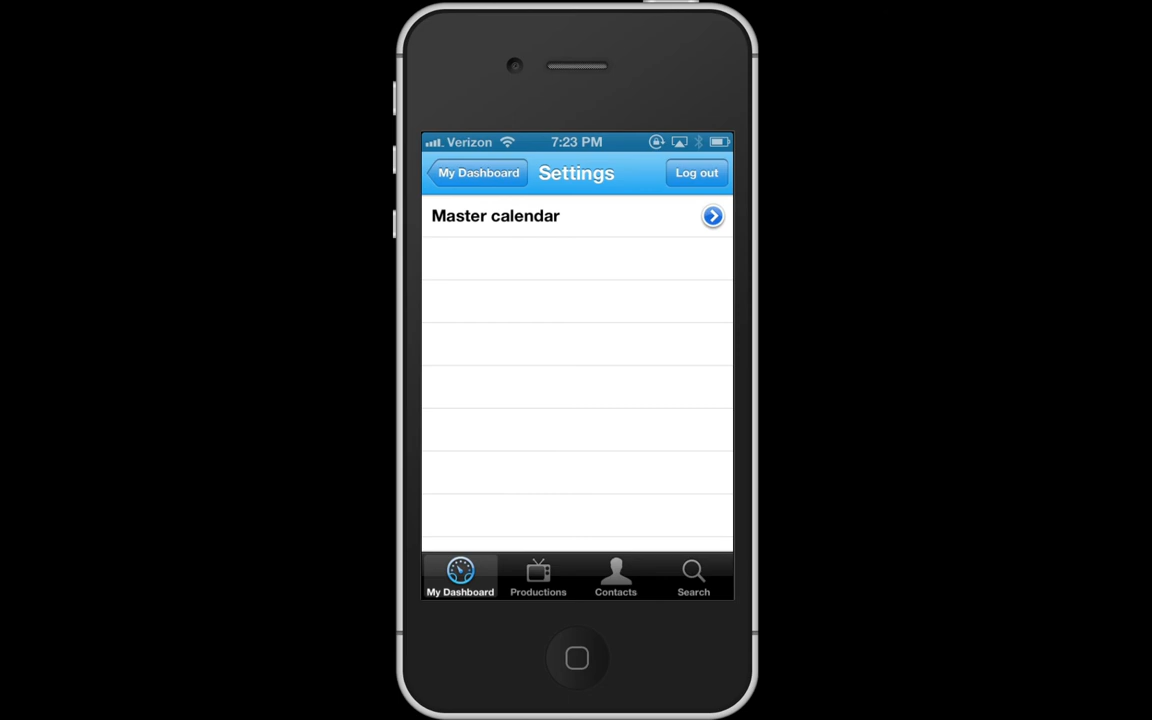 Verizon 7:23 PM
My Dashboard Settings Log out
Master calendar
My Dashboard Productions Contacts Search